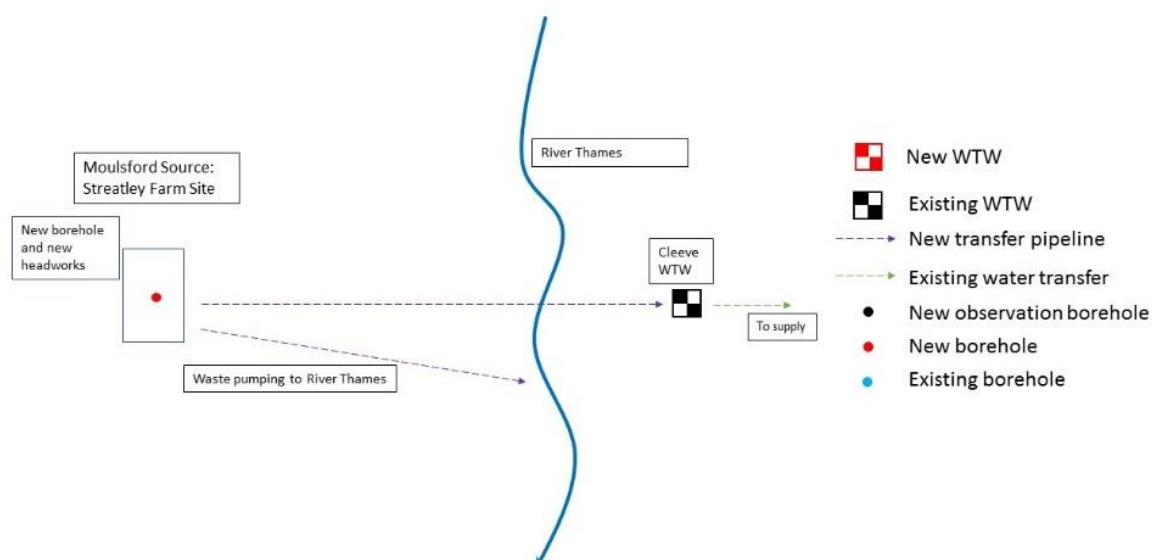 River Thames
Moulsford Source:
Streatley Farm Site
New borehole
and new
headworks
Cleeve
WTW
To supply
Waste pumping to River Thames
New WTW
Existing WTW
New transfer pipeline
Existing water transfer
New observation borehole
New borehole
Existing borehole